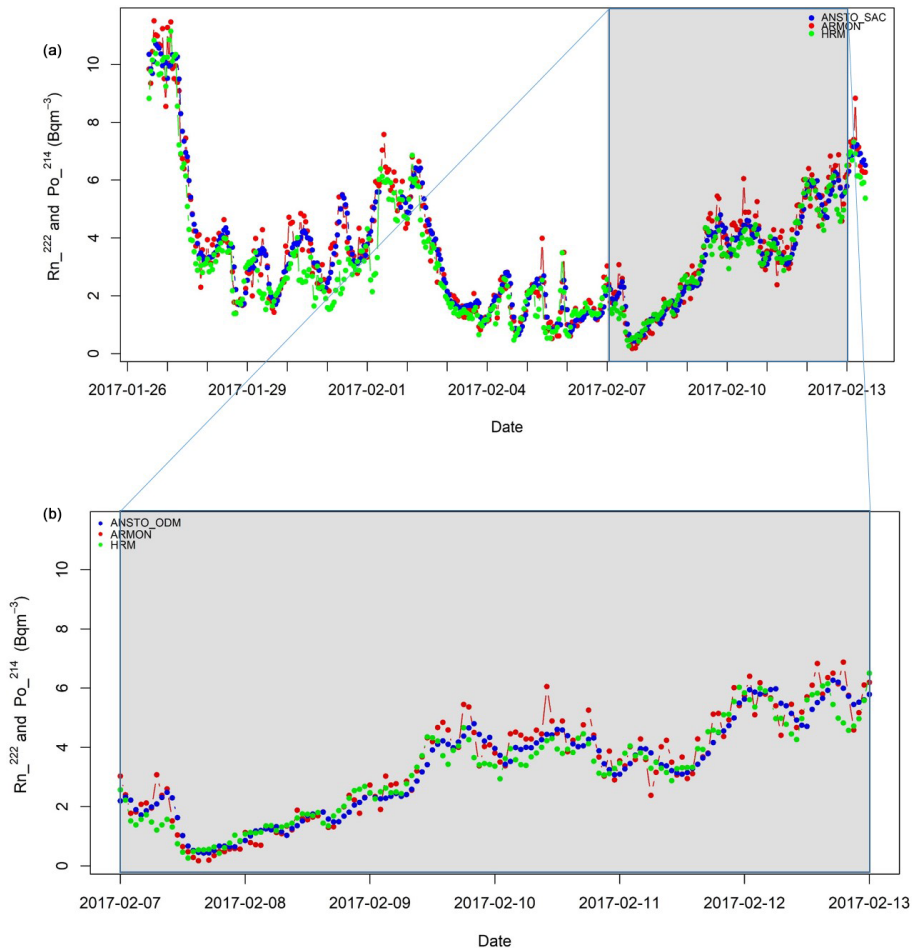 (a)
ANSTO_SAC
ARMON
HRM
Rn_²²² and Po_²¹⁴ (Bqm⁻³)
10
8
6
4
2
0
2017-01-26 2017-01-29 2017-02-01 2017-02-04 2017-02-07 2017-02-10 2017-02-13
Date
(b)
ANSTO_ODM
ARMON
HRM
Rn_²²² and Po_²¹⁴ (Bqm⁻³)
10
8
6
4
2
0
2017-02-07 2017-02-08 2017-02-09 2017-02-10 2017-02-11 2017-02-12 2017-02-13
Date